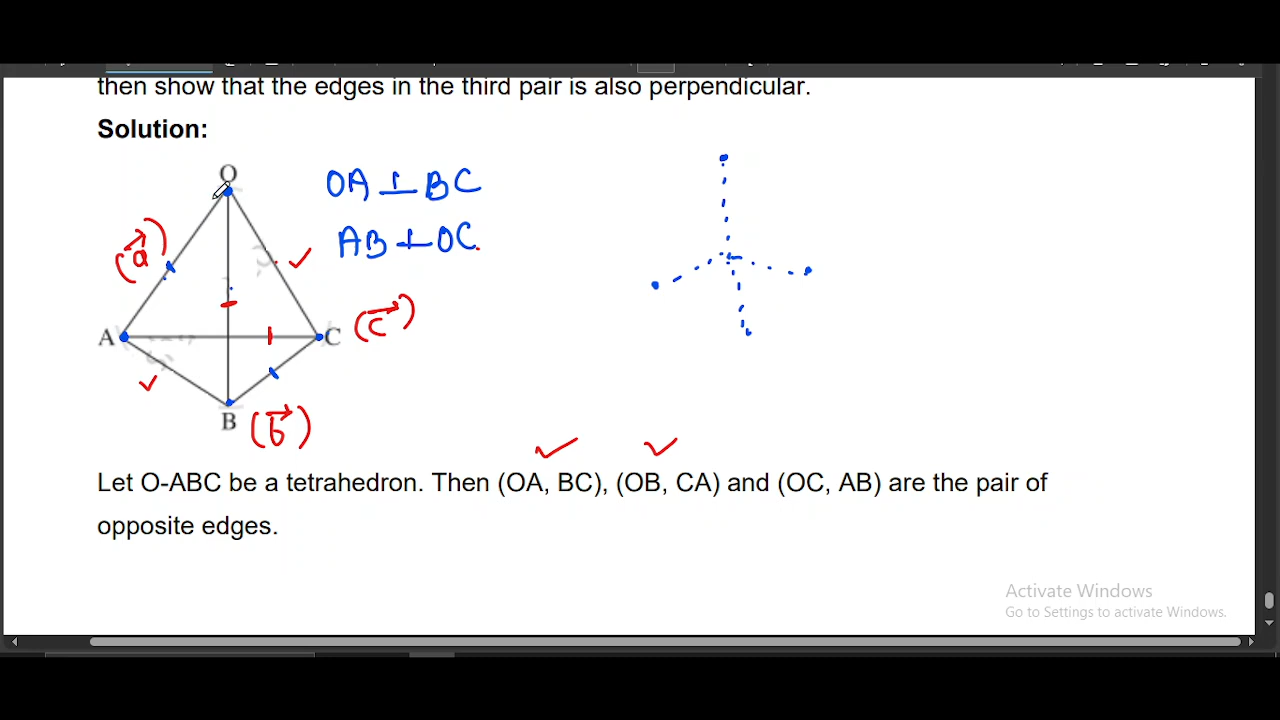 then show that the edges in the third pair is also perpendicular.
Solution:
O
OA ⊥ BC
(a⃗)
AB ⊥ OC
A
C (c⃗)
B (b⃗)
Let O-ABC be a tetrahedron. Then (OA, BC), (OB, CA) and (OC, AB) are the pair of
opposite edges.
Activate Windows
Go to Settings to activate Windows.